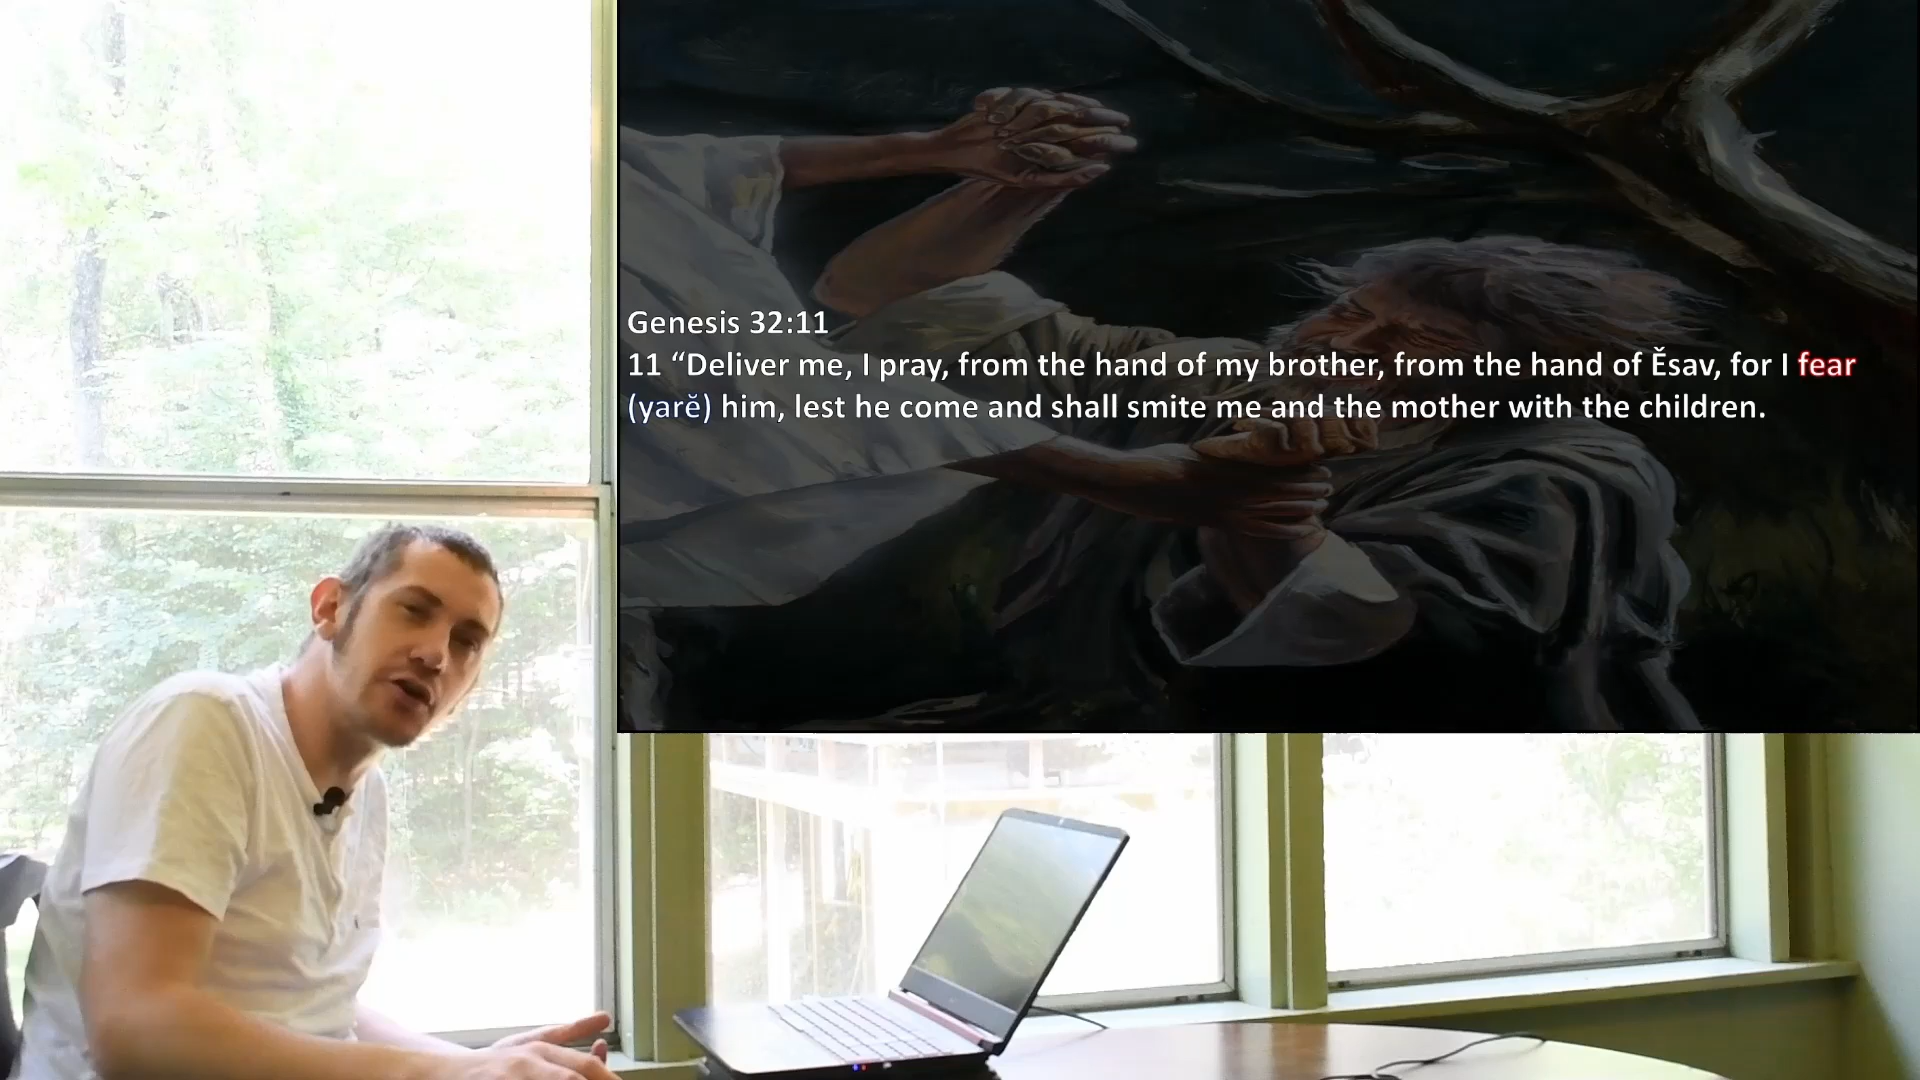 Genesis 32:11
11 “Deliver me, I pray, from the hand of my brother, from the hand of Ěsav, for I fear
(yarĕ) him, lest he come and shall smite me and the mother with the children.